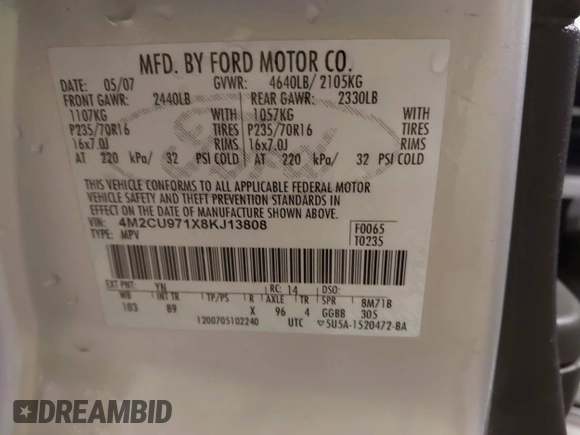 MFD. BY FORD MOTOR CO.
DATE: 05/07 GVWR: 4640LB/ 2105KG
FRONT GAWR: 2440LB REAR GAWR: 2330LB
1107KG WITH 1057KG WITH
P235/70R16 TIRES P235/70R16 TIRES
16x7.0J RIMS 16x7.0J RIMS
AT 220 kPa/ 32 PSI COLD AT 220 kPa/ 32 PSI COLD
THIS VEHICLE CONFORMS TO ALL APPLICABLE FEDERAL MOTOR
VEHICLE SAFETY AND THEFT PREVENTION STANDARDS IN
EFFECT ON THE DATE OF MANUFACTURE SHOWN ABOVE.
VIN: 4M2CU971X8KJ13808 F0065
TYPE: MPV T0235
EXT PNT: YN RC: 14 DSO:
WB INT TR TP/PS R AXLE TR SPR 8M71B
103 89 X 96 4 GGBB 305
1200705102240 UTC 5U5A-1520472-BA
DREAMBID